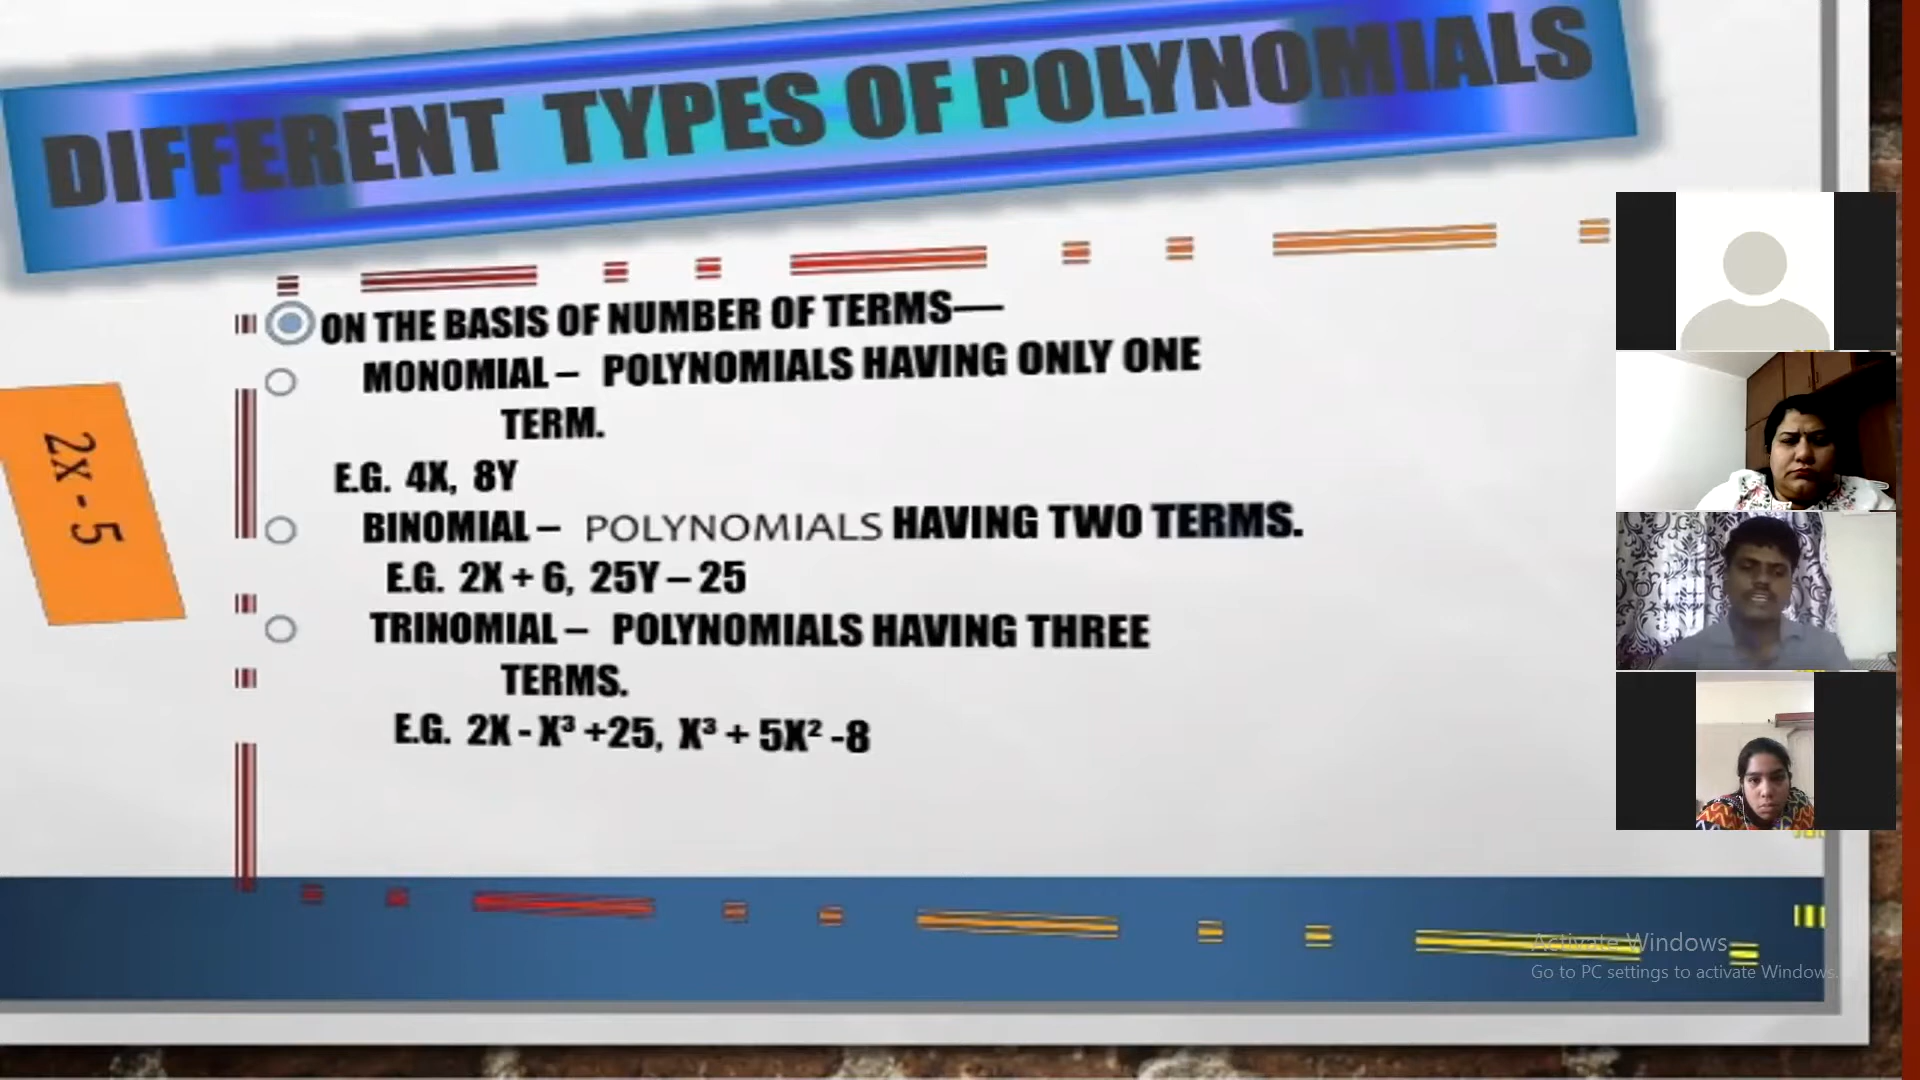 DIFFERENT TYPES OF POLYNOMIALS
ON THE BASIS OF NUMBER OF TERMS—
MONOMIAL – POLYNOMIALS HAVING ONLY ONE
TERM.
E.G. 4X, 8Y
BINOMIAL – POLYNOMIALS HAVING TWO TERMS.
E.G. 2X + 6, 25Y – 25
TRINOMIAL – POLYNOMIALS HAVING THREE
TERMS.
E.G. 2X - X³ +25, X³ + 5X² -8
2x - 5
Activate Windows
Go to PC settings to activate Windows.